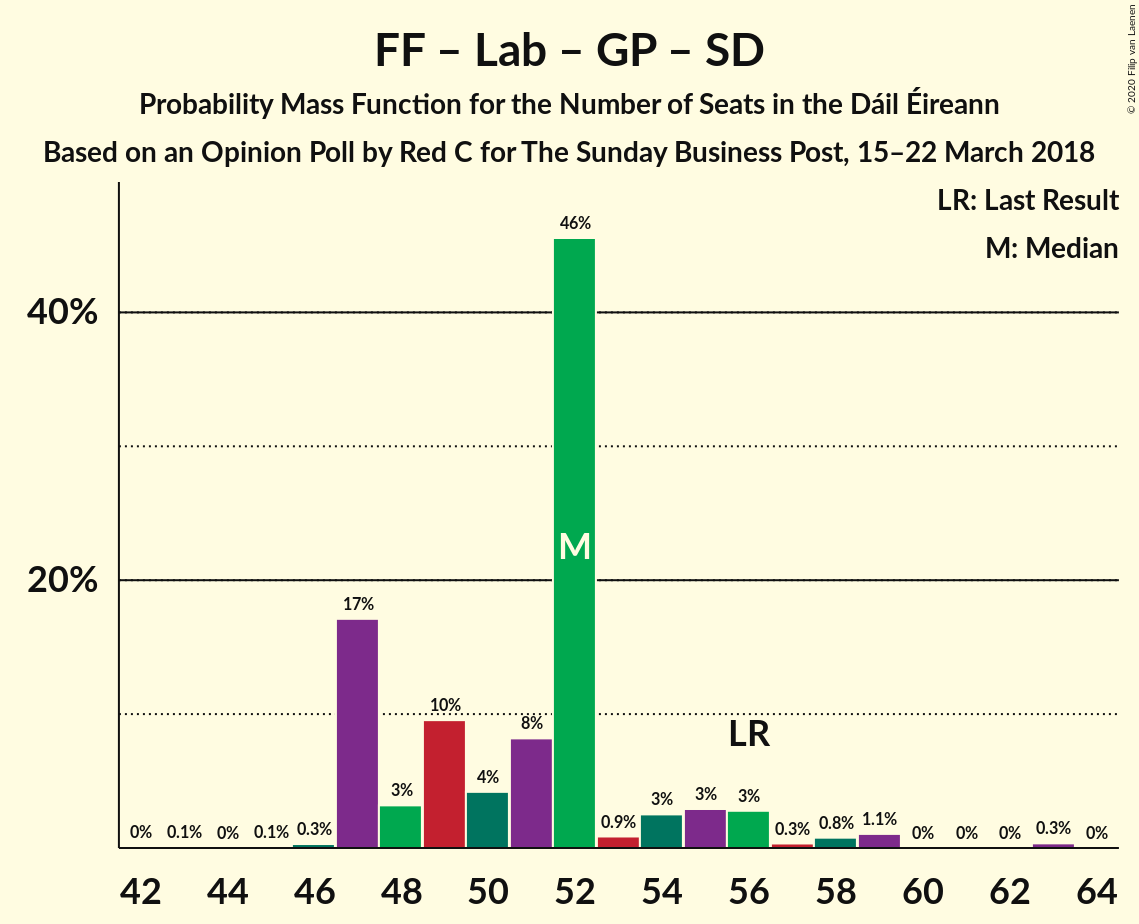 FF – Lab – GP – SD
Probability Mass Function for the Number of Seats in the Dáil Éireann
Based on an Opinion Poll by Red C for The Sunday Business Post, 15–22 March 2018
© 2020 Filip van Laenen
LR: Last Result
M: Median
46%
40%
M
20%
17%
10%
8%
LR
0% 0.1% 0% 0.1% 0.3% 3% 4% 0.9% 3% 3% 3% 0.3% 0.8% 1.1% 0% 0% 0% 0.3% 0%
42 44 46 48 50 52 54 56 58 60 62 64